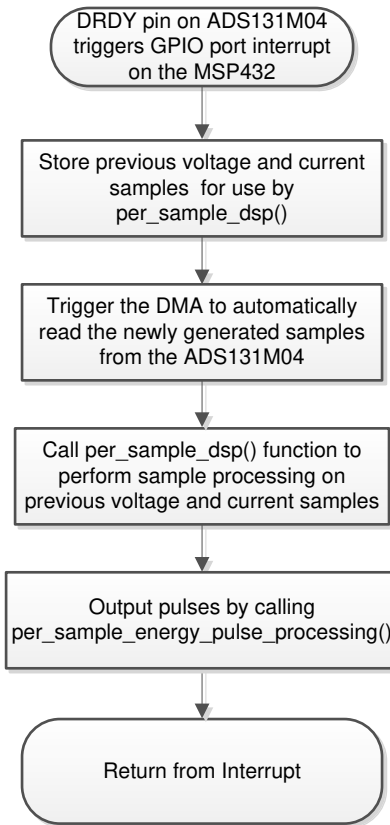 DRDY pin on ADS131M04
triggers GPIO port interrupt
on the MSP432
Store previous voltage and current
samples for use by
per_sample_dsp()
Trigger the DMA to automatically
read the newly generated samples
from the ADS131M04
Call per_sample_dsp() function to
perform sample processing on
previous voltage and current samples
Output pulses by calling
per_sample_energy_pulse_processing()
Return from Interrupt